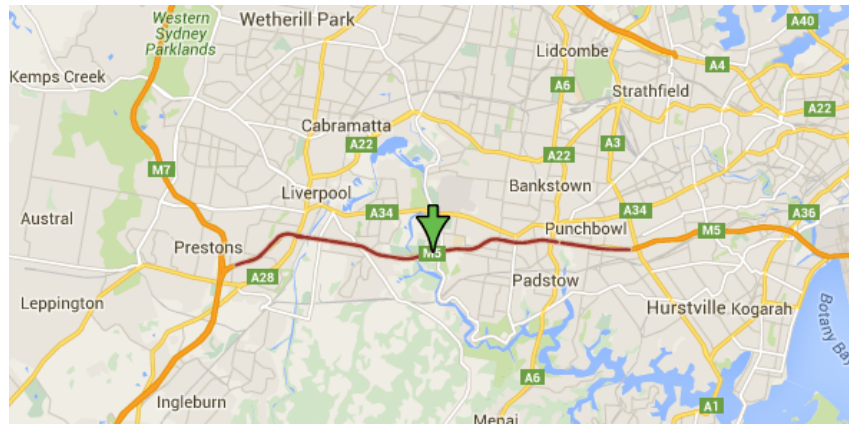 Western
Sydney
Parklands
Wetherill Park
A40
Lidcombe
A4
Kemps Creek
A6
Strathfield
A22
Cabramatta
A22
A3
A22
M7
Liverpool
Bankstown
A34
A34
A36
Austral
Punchbowl
M5
Prestons
M5
A28
Padstow
Leppington
Hurstville
Kogarah
Botany Bay
A6
Ingleburn
A1
Menai